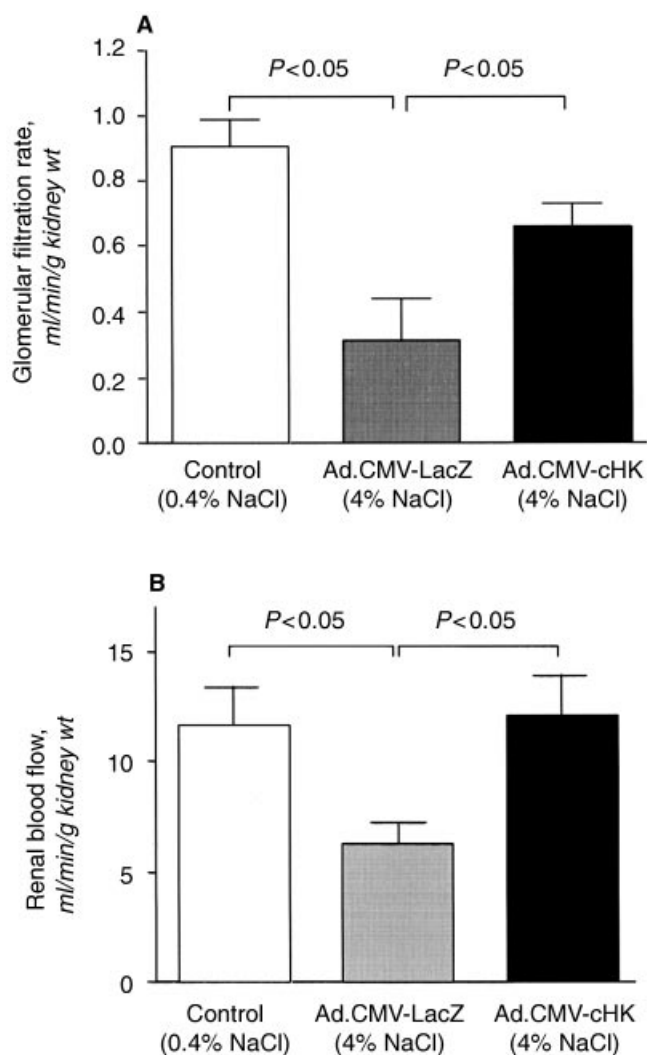 A
Glomerular filtration rate,
ml/min/g kidney wt
1.2
1.0
0.8
0.6
0.4
0.2
0.0
P<0.05 P<0.05
Control Ad.CMV-LacZ Ad.CMV-cHK
(0.4% NaCl) (4% NaCl) (4% NaCl)
B
Renal blood flow,
ml/min/g kidney wt
15
10
5
0
P<0.05 P<0.05
Control Ad.CMV-LacZ Ad.CMV-cHK
(0.4% NaCl) (4% NaCl) (4% NaCl)